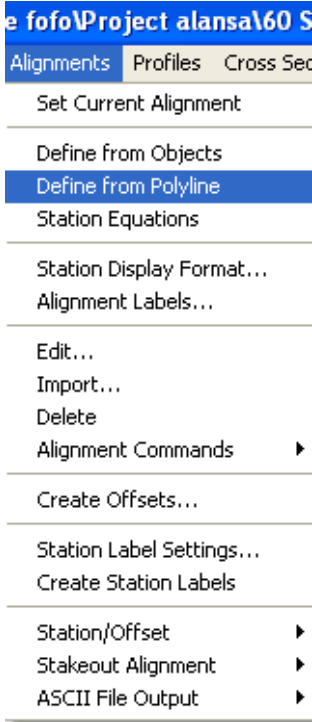 e fofo\Project alansa\60 S
Alignments Profiles Cross Sec
Set Current Alignment
Define from Objects
Define from Polyline
Station Equations
Station Display Format...
Alignment Labels...
Edit...
Import...
Delete
Alignment Commands
Create Offsets...
Station Label Settings...
Create Station Labels
Station/Offset
Stakeout Alignment
ASCII File Output